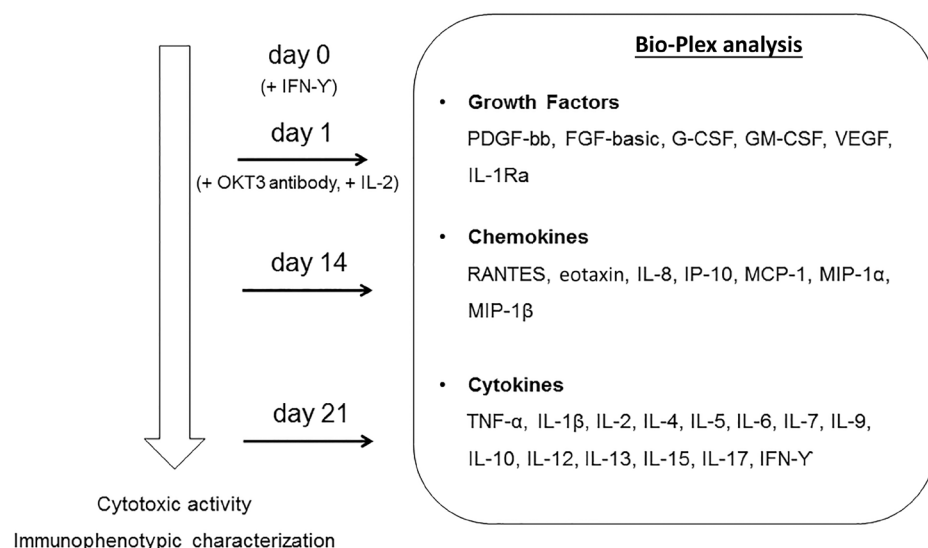 day 0
(+ IFN-ϒ)
day 1
(+ OKT3 antibody, + IL-2)
day 14
day 21
Cytotoxic activity
Immunophenotypic characterization
Bio-Plex analysis
• Growth Factors
PDGF-bb, FGF-basic, G-CSF, GM-CSF, VEGF,
IL-1Ra
• Chemokines
RANTES, eotaxin, IL-8, IP-10, MCP-1, MIP-1α,
MIP-1β
• Cytokines
TNF-α, IL-1β, IL-2, IL-4, IL-5, IL-6, IL-7, IL-9,
IL-10, IL-12, IL-13, IL-15, IL-17, IFN-ϒ